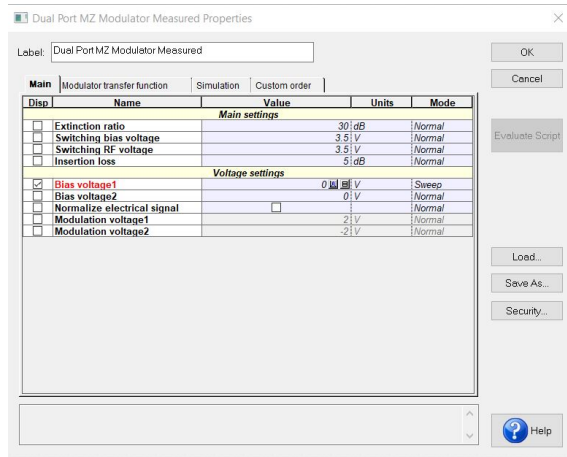 Dual Port MZ Modulator Measured Properties
Label: Dual Port MZ Modulator Measured
OK
Cancel
Main Modulator transfer function Simulation Custom order
Disp Name Value Units Mode
Main settings
Extinction ratio 30 dB Normal
Evaluate Script
Switching bias voltage 3.5 V Normal
Switching RF voltage 3.5 V Normal
Insertion loss 5 dB Normal
Voltage settings
Bias voltage1 0 V Sweep
Bias voltage2 0 V Normal
Normalize electrical signal Normal
Modulation voltage1 2 V Normal
Modulation voltage2 -2 V Normal
Load...
Save As...
Security...
? Help